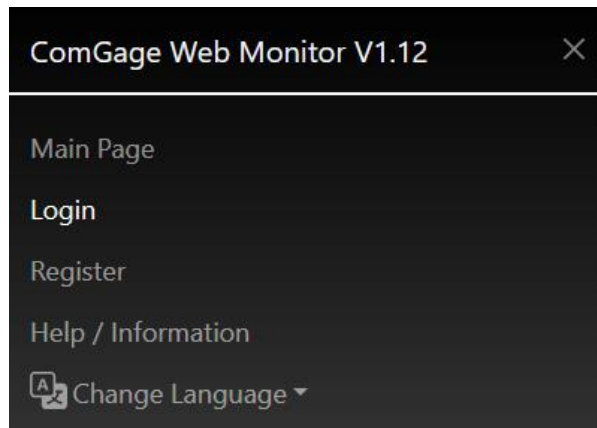 ComGage Web Monitor V1.12
Main Page
Login
Register
Help / Information
Change Language